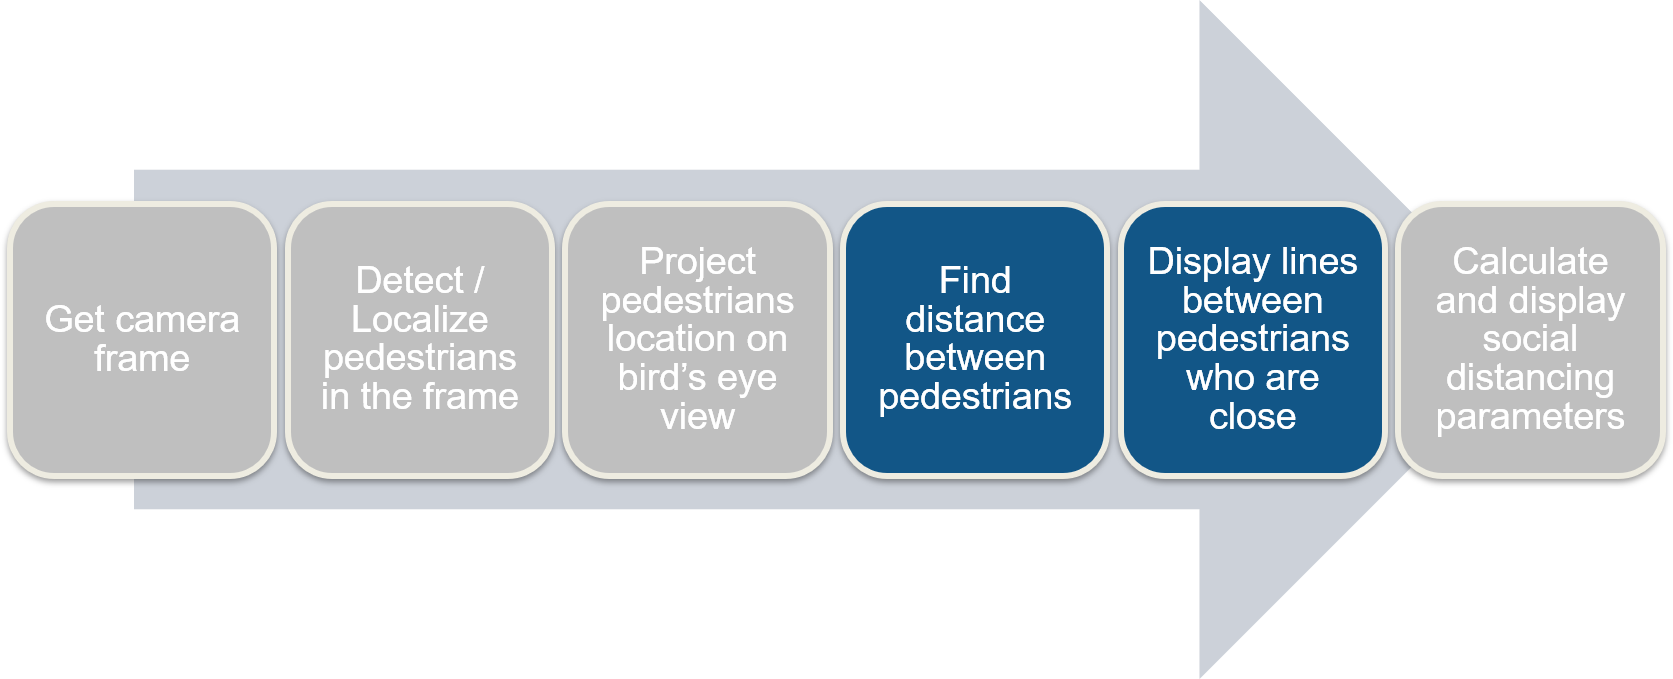 Get camera
frame
Detect /
Localize
pedestrians
in the frame
Project
pedestrians
location on
bird’s eye
view
Find
distance
between
pedestrians
Display lines
between
pedestrians
who are
close
Calculate
and display
social
distancing
parameters